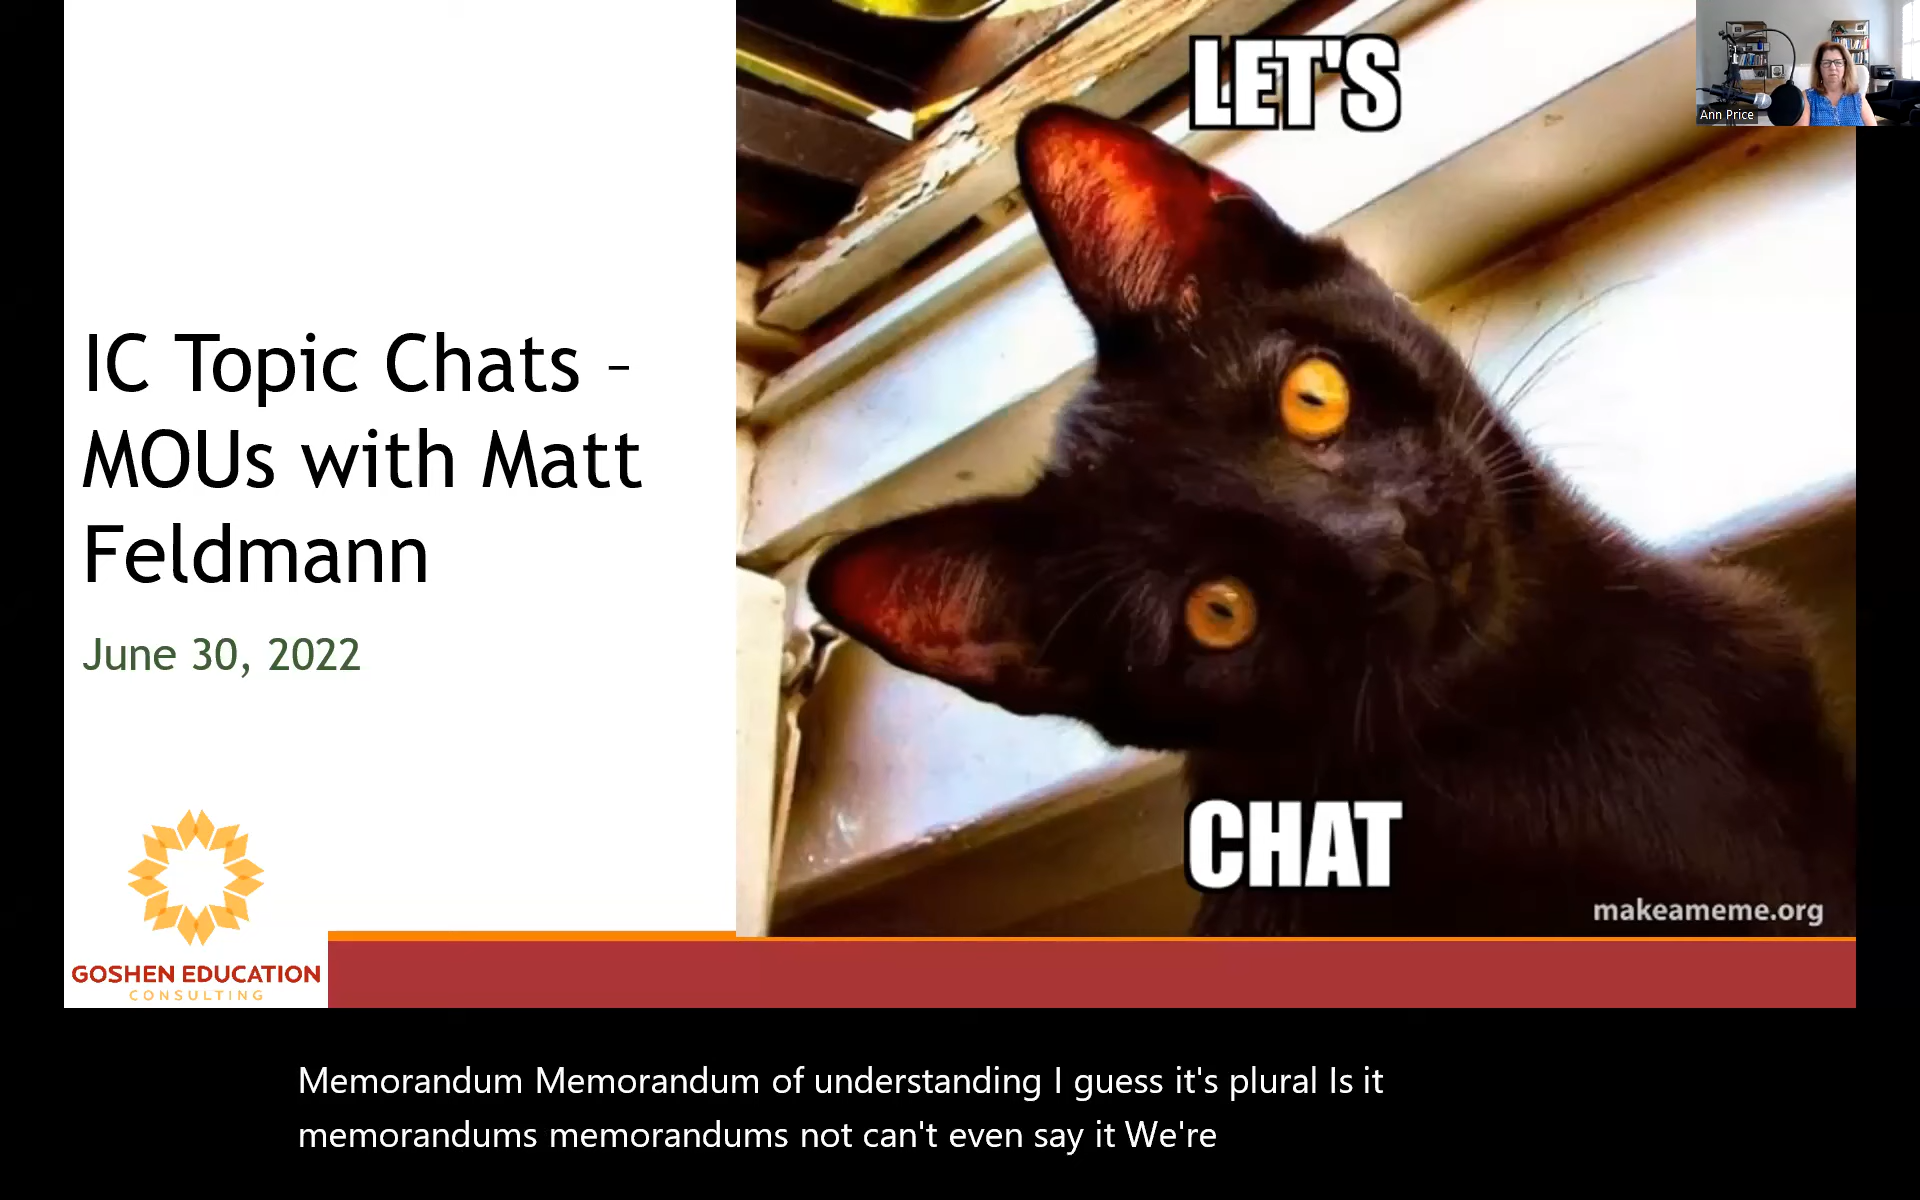 LET'S
Ann Price
IC Topic Chats –
MOUs with Matt
Feldmann
June 30, 2022
CHAT
makeameme.org
GOSHEN EDUCATION
CONSULTING
Memorandum Memorandum of understanding I guess it's plural Is it
memorandums memorandums not can't even say it We're